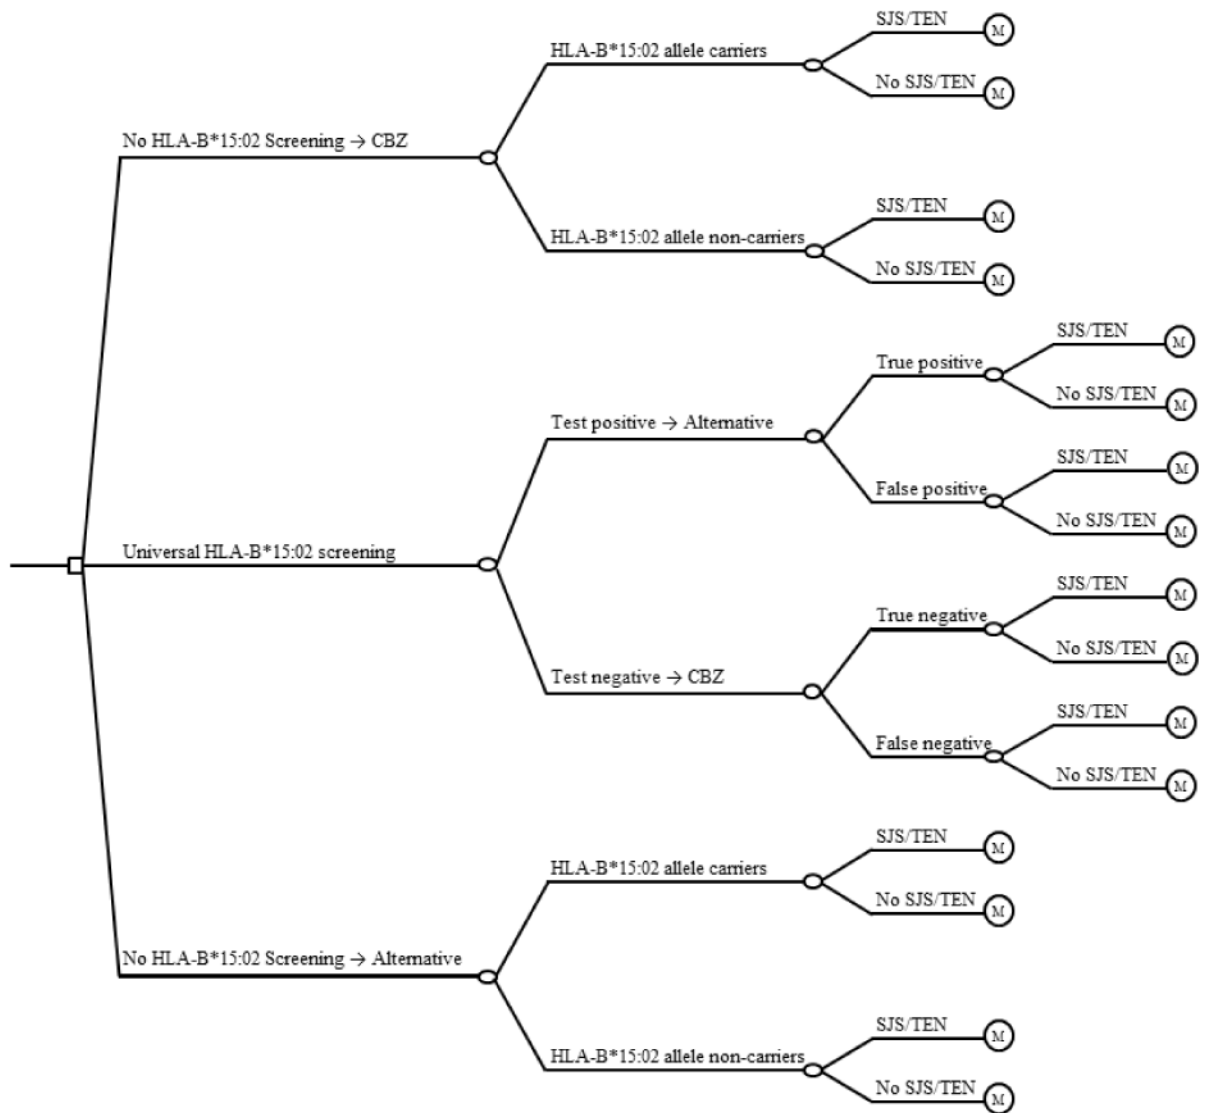 SJS/TEN
M
HLA-B*15:02 allele carriers
No SJS/TEN
M
No HLA-B*15:02 Screening → CBZ
SJS/TEN
M
HLA-B*15:02 allele non-carriers
No SJS/TEN
M
SJS/TEN
M
True positive
No SJS/TEN
M
Test positive → Alternative
SJS/TEN
M
False positive
No SJS/TEN
M
Universal HLA-B*15:02 screening
SJS/TEN
M
True negative
No SJS/TEN
M
Test negative → CBZ
SJS/TEN
M
False negative
No SJS/TEN
M
SJS/TEN
M
HLA-B*15:02 allele carriers
No SJS/TEN
M
No HLA-B*15:02 Screening → Alternative
SJS/TEN
M
HLA-B*15:02 allele non-carriers
No SJS/TEN
M